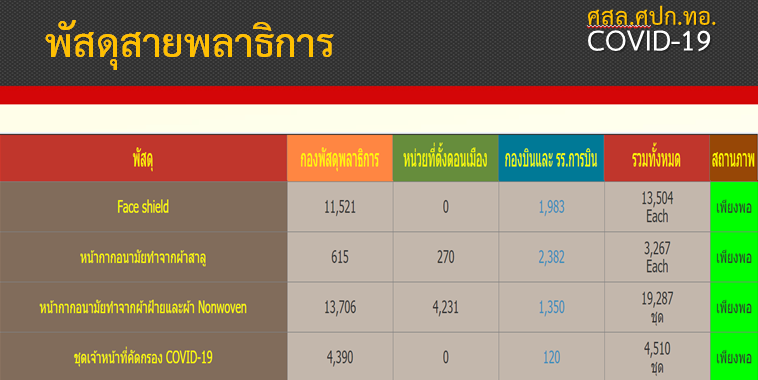 พัสดุสายพลาธิการ
ศสล.ศปก.ทอ.
COVID-19
พัสดุ กองพัสดุพลาธิการ หน่วยที่ตั้งดอนเมือง กองบินและ รร.การบิน รวมทั้งหมด สถานภาพ
Face shield 11,521 0 1,983 13,504 Each เพียงพอ
หน้ากากอนามัยทำจากผ้าสาลู 615 270 2,382 3,267 Each เพียงพอ
หน้ากากอนามัยทำจากผ้าฝ้ายและผ้า Nonwoven 13,706 4,231 1,350 19,287 ชุด เพียงพอ
ชุดเจ้าหน้าที่คัดกรอง COVID-19 4,390 0 120 4,510 ชุด เพียงพอ